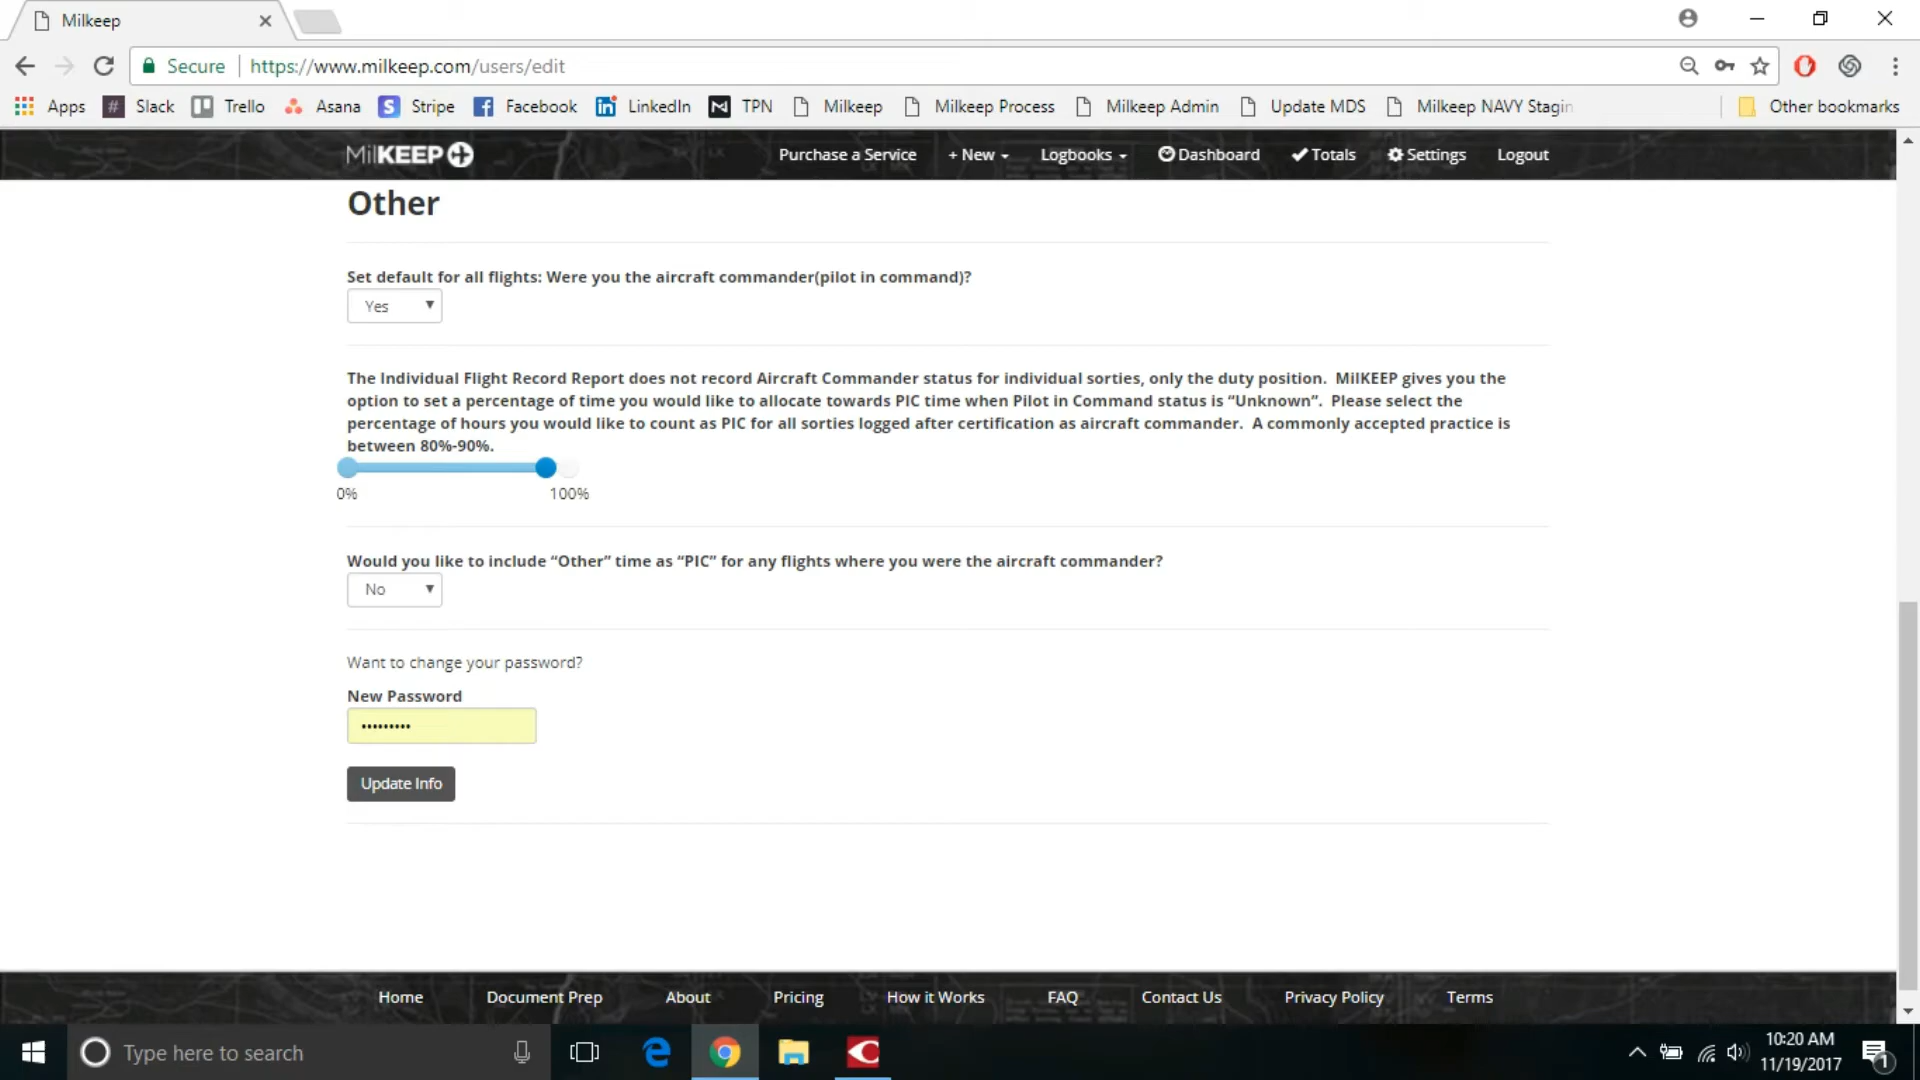 Milkeep
Secure https://www.milkeep.com/users/edit
Apps # Slack Trello Asana S Stripe Facebook LinkedIn TPN Milkeep Milkeep Process Milkeep Admin Update MDS Milkeep NAVY Stagin Other bookmarks
MilKEEP Purchase a Service + New Logbooks Dashboard Totals Settings Logout
Other
Set default for all flights: Were you the aircraft commander(pilot in command)?
Yes
The Individual Flight Record Report does not record Aircraft Commander status for individual sorties, only the duty position. MilKEEP gives you the
option to set a percentage of time you would like to allocate towards PIC time when Pilot in Command status is “Unknown”. Please select the
percentage of hours you would like to count as PIC for all sorties logged after certification as aircraft commander. A commonly accepted practice is
between 80%-90%.
0% 100%
Would you like to include “Other” time as “PIC” for any flights where you were the aircraft commander?
No
Want to change your password?
New Password
•••••••••
Update Info
Home Document Prep About Pricing How it Works FAQ Contact Us Privacy Policy Terms
Type here to search
10:20 AM
11/19/2017
1